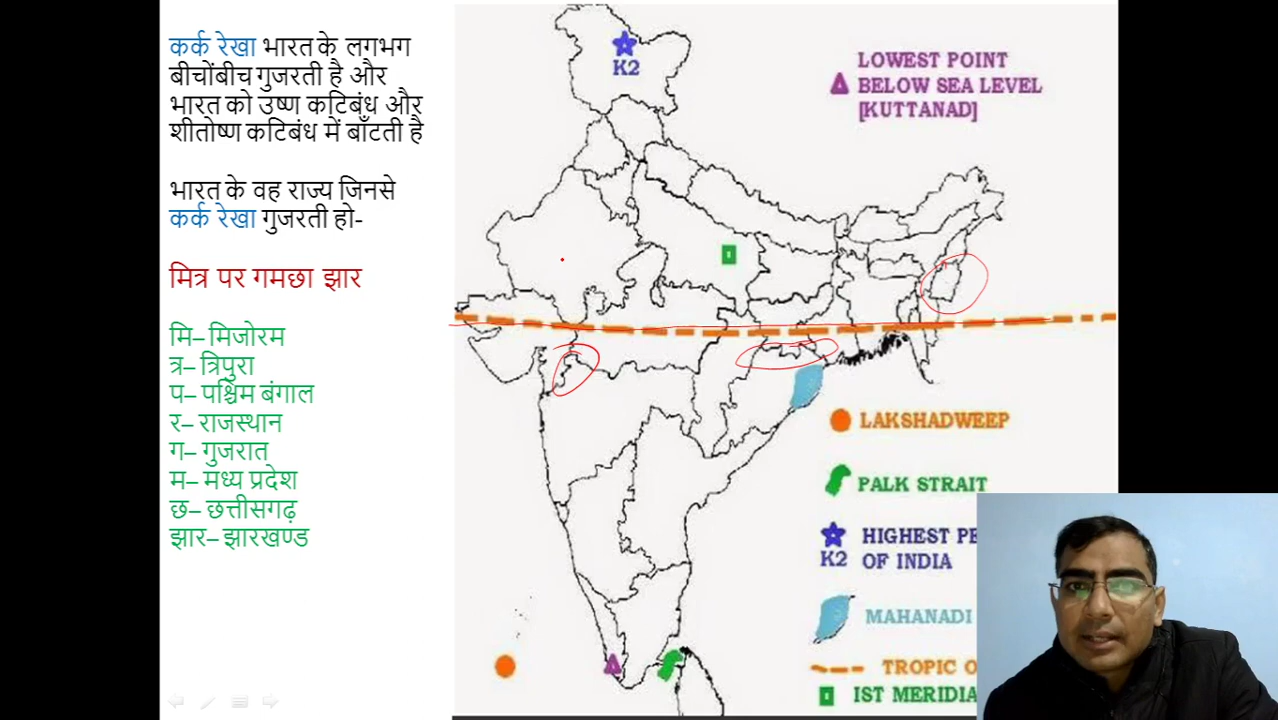 कर्क रेखा भारत के लगभग
बीचोंबीच गुजरती है और
भारत को उष्ण कटिबंध और
शीतोष्ण कटिबंध में बाँटती है
भारत के वह राज्य जिनसे
कर्क रेखा गुजरती हो-
मित्र पर गमछा झार
मि– मिजोरम
त्र– त्रिपुरा
प– पश्चिम बंगाल
र– राजस्थान
ग– गुजरात
म– मध्य प्रदेश
छ– छत्तीसगढ़
झार– झारखण्ड
K2
LOWEST POINT
BELOW SEA LEVEL
[KUTTANAD]
LAKSHADWEEP
PALK STRAIT
HIGHEST
K2 OF INDIA
MAHANADI
TROPIC
IST